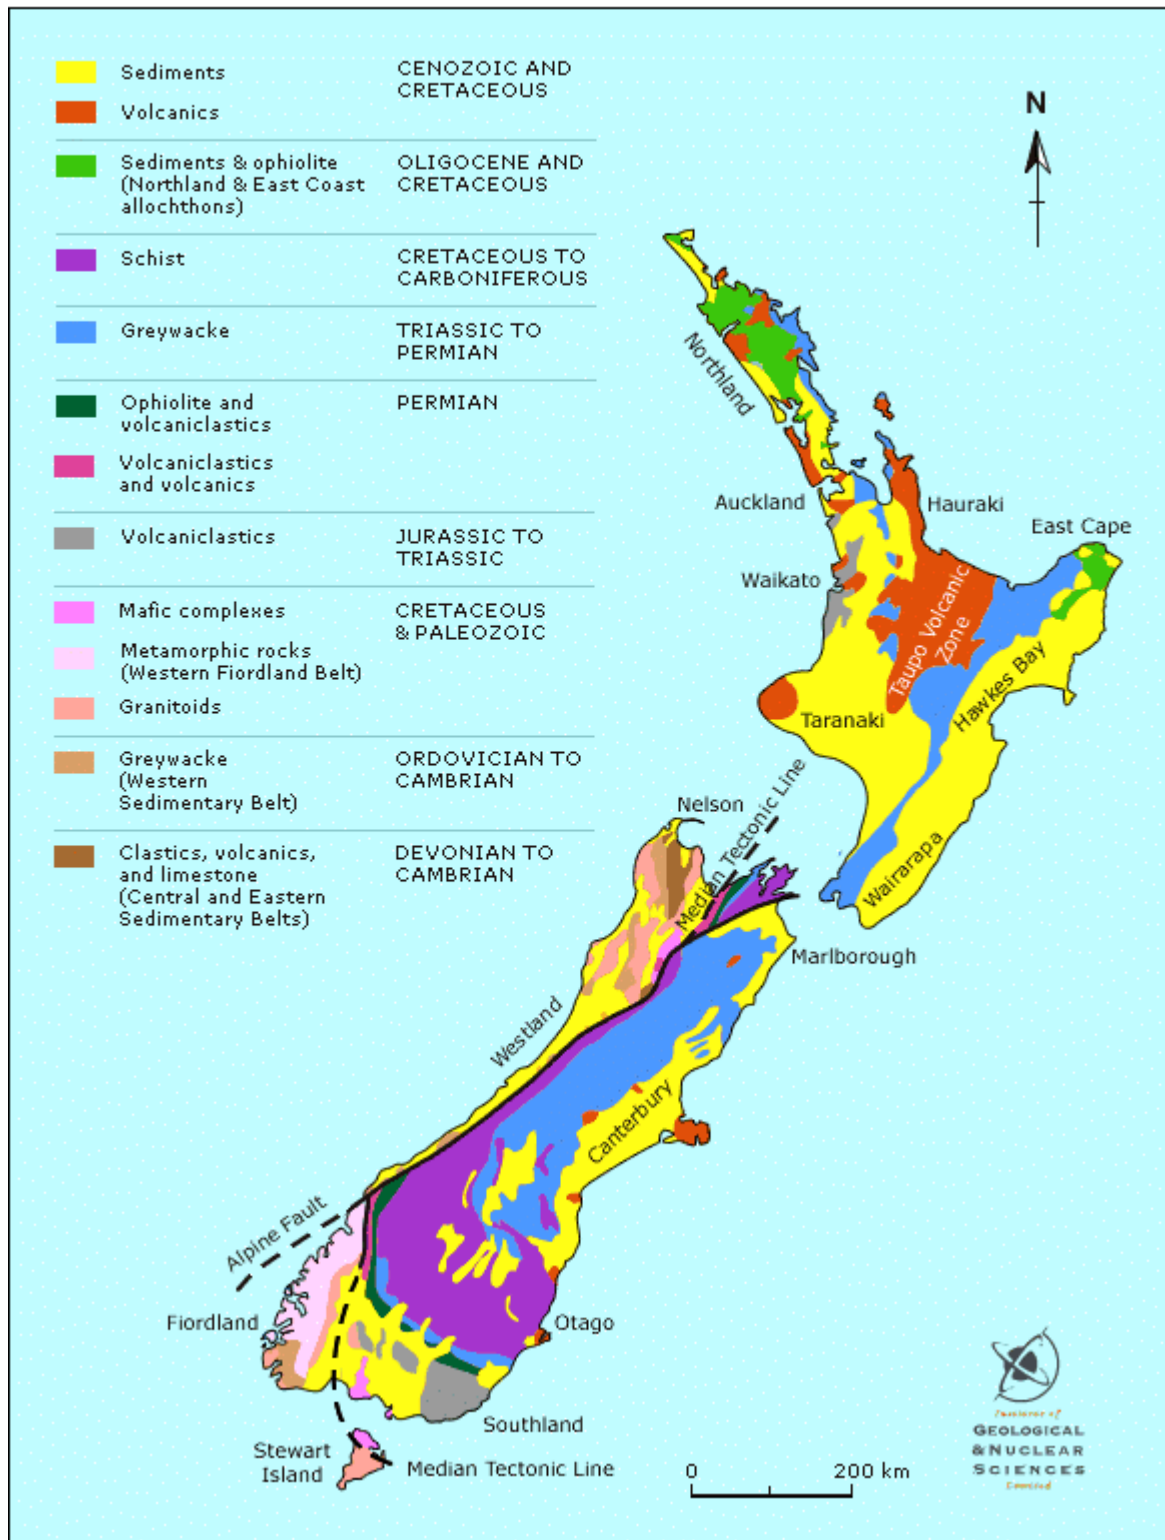 Sediments
CENOZOIC AND
CRETACEOUS
Volcanics
Sediments & ophiolite
(Northland & East Coast
allochthons)
OLIGOCENE AND
CRETACEOUS
Schist
CRETACEOUS TO
CARBONIFEROUS
Greywacke
TRIASSIC TO
PERMIAN
Ophiolite and
volcaniclastics
PERMIAN
Volcaniclastics
and volcanics
Volcaniclastics
JURASSIC TO
TRIASSIC
Mafic complexes
CRETACEOUS
& PALEOZOIC
Metamorphic rocks
(Western Fiordland Belt)
Granitoids
Greywacke
(Western
Sedimentary Belt)
ORDOVICIAN TO
CAMBRIAN
Clastics, volcanics,
and limestone
(Central and Eastern
Sedimentary Belts)
DEVONIAN TO
CAMBRIAN
N
Northland
Auckland
Hauraki
East Cape
Waikato
Taupo Volcanic
Zone
Hawkes Bay
Taranaki
Wairarapa
Nelson
Median Tectonic Line
Marlborough
Westland
Canterbury
Alpine Fault
Fiordland
Otago
Southland
Stewart
Island
Median Tectonic Line
0 200 km
Institute of
GEOLOGICAL
& NUCLEAR
SCIENCES
Limited